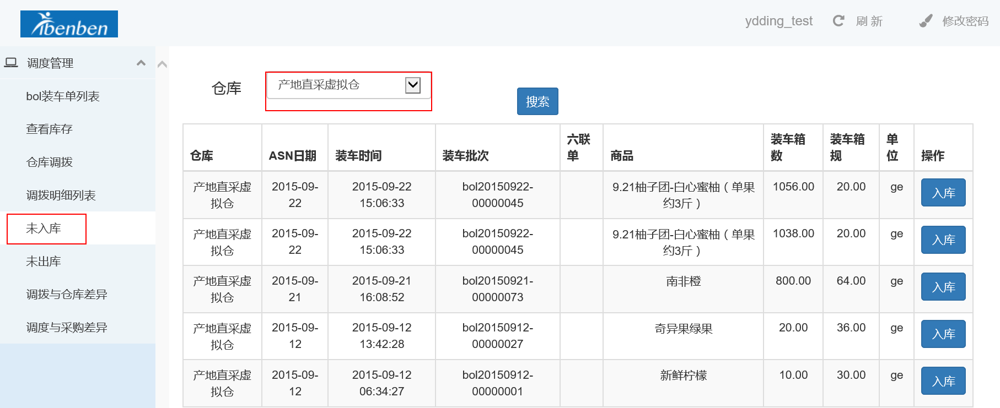 ibenben
ydding_test 刷 新 修改密码
调度管理
bol装车单列表
查看库存
仓库调拨
调拨明细列表
未入库
未出库
调拨与仓库差异
调度与采购差异
仓库 产地直采虚拟仓
搜索
仓库 ASN日期 装车时间 装车批次 六联单 商品 装车箱数 装车箱规 单位 操作
产地直采虚拟仓 2015-09-22 2015-09-22 15:06:33 bol20150922-00000045 9.21柚子团-白心蜜柚（单果约3斤） 1056.00 20.00 ge 入库
产地直采虚拟仓 2015-09-22 2015-09-22 15:06:33 bol20150922-00000045 9.21柚子团-白心蜜柚（单果约3斤） 1038.00 20.00 ge 入库
产地直采虚拟仓 2015-09-21 2015-09-21 16:08:52 bol20150921-00000073 南非橙 800.00 64.00 ge 入库
产地直采虚拟仓 2015-09-12 2015-09-12 13:42:28 bol20150912-00000027 奇异果绿果 20.00 36.00 ge 入库
产地直采虚拟仓 2015-09-12 2015-09-12 06:34:27 bol20150912-00000001 新鲜柠檬 10.00 30.00 ge 入库